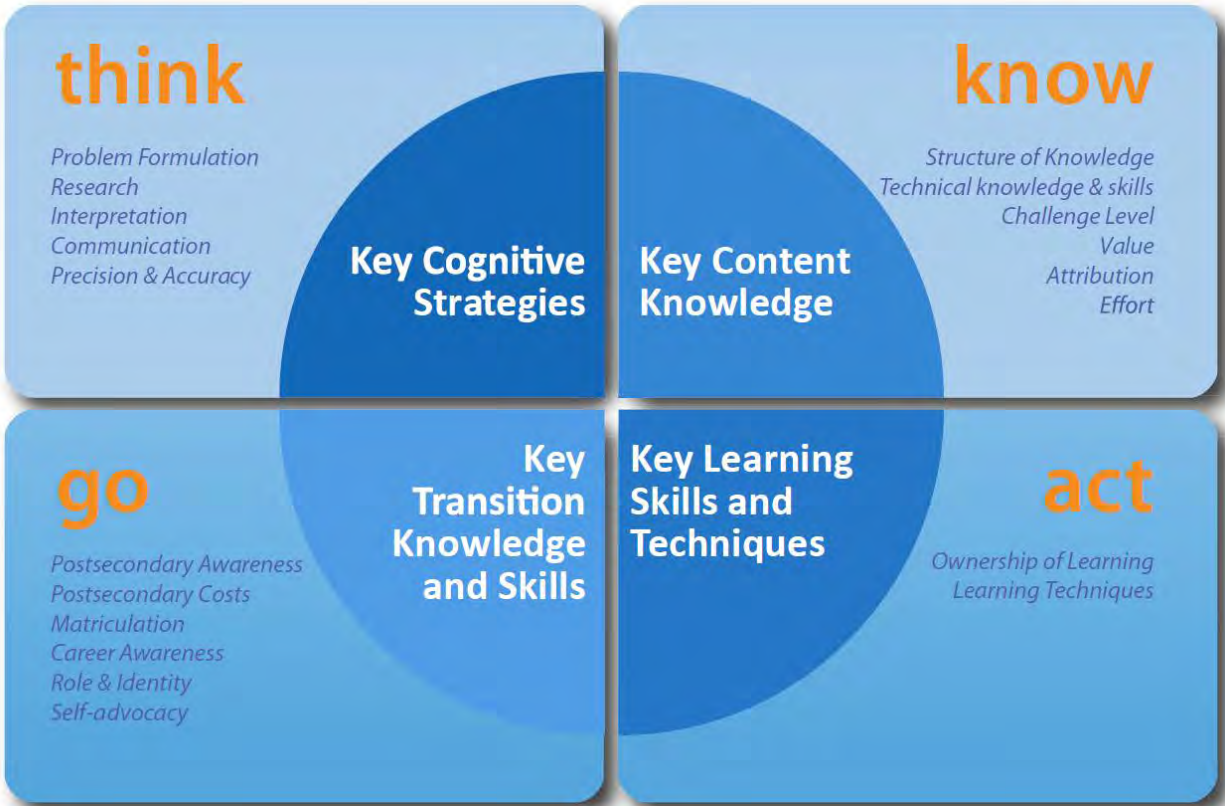 think
Problem Formulation
Research
Interpretation
Communication
Precision & Accuracy
Key Cognitive
Strategies
know
Structure of Knowledge
Technical knowledge & skills
Challenge Level
Value
Attribution
Effort
Key Content
Knowledge
go
Postsecondary Awareness
Postsecondary Costs
Matriculation
Career Awareness
Role & Identity
Self-advocacy
Key
Transition
Knowledge
and Skills
Key Learning
Skills and
Techniques
act
Ownership of Learning
Learning Techniques